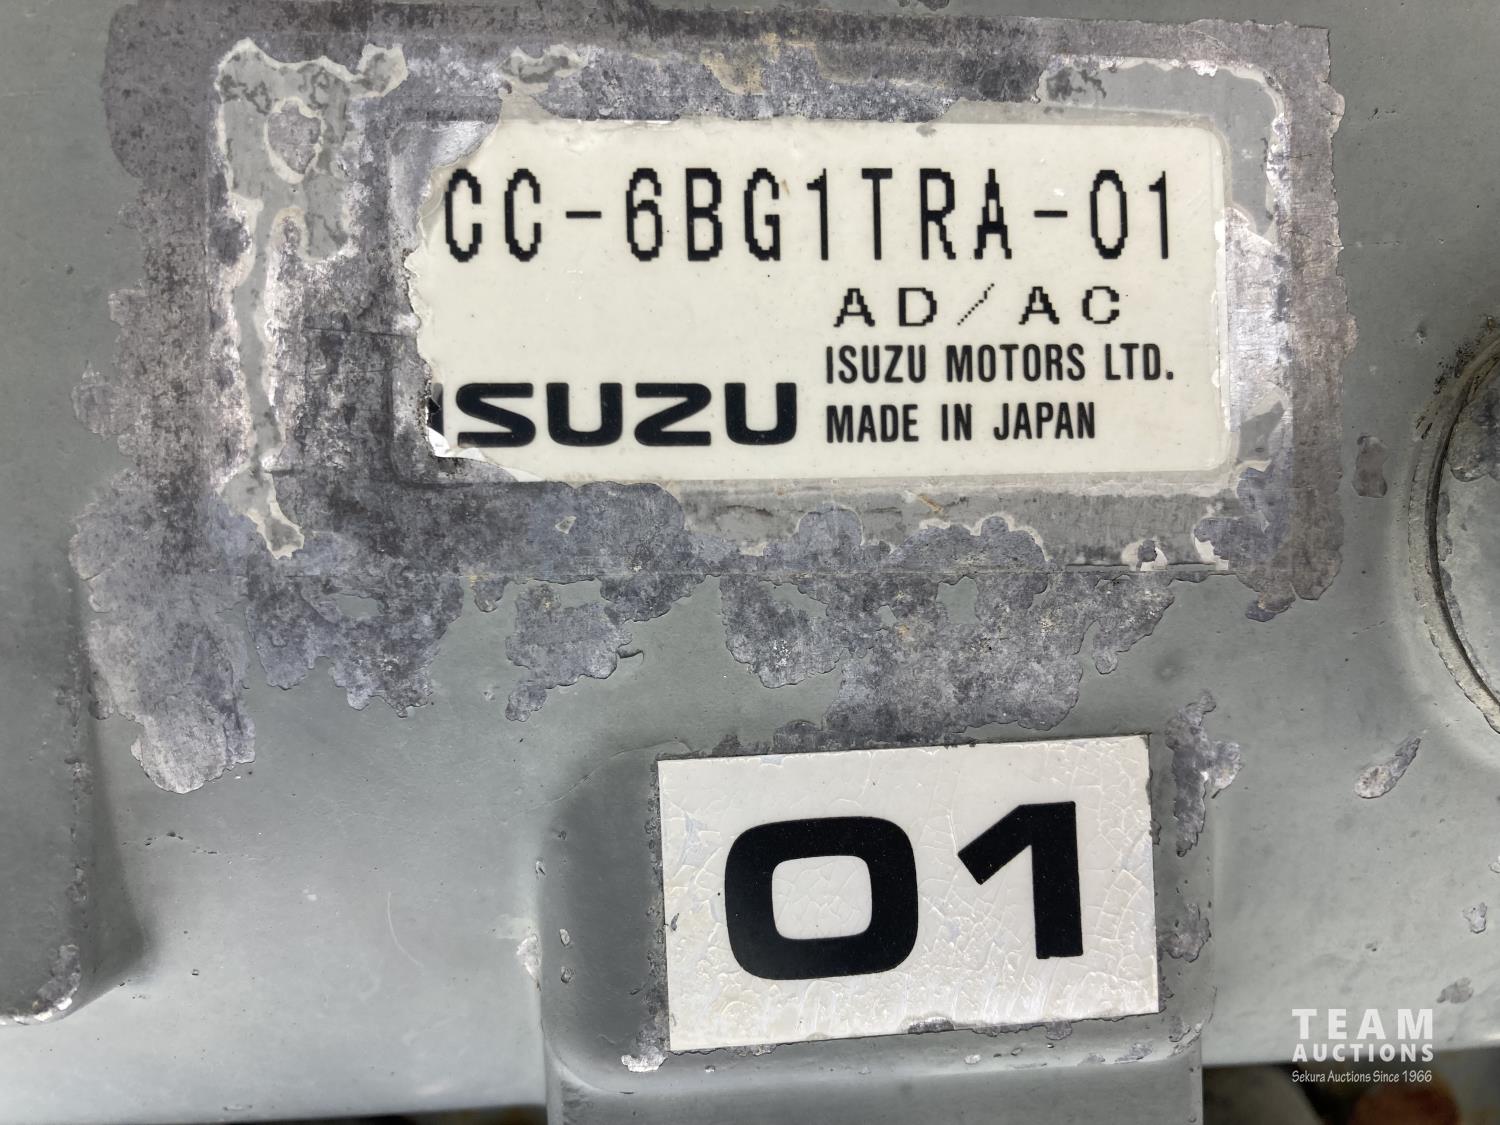 CC-6BG1TRA-01
AD/AC
ISUZU MOTORS LTD.
ISUZU MADE IN JAPAN
01
TEAM
AUCTIONS
Sekura Auctions Since 1966